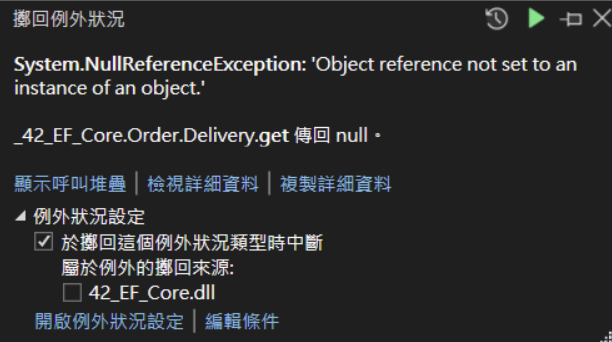 擲回例外狀況
System.NullReferenceException: 'Object reference not set to an
instance of an object.'
_42_EF_Core.Order.Delivery.get 傳回 null。
顯示呼叫堆疊 | 檢視詳細資料 | 複製詳細資料
例外狀況設定
於擲回這個例外狀況類型時中斷
屬於例外的擲回來源:
42_EF_Core.dll
開啟例外狀況設定 | 編輯條件